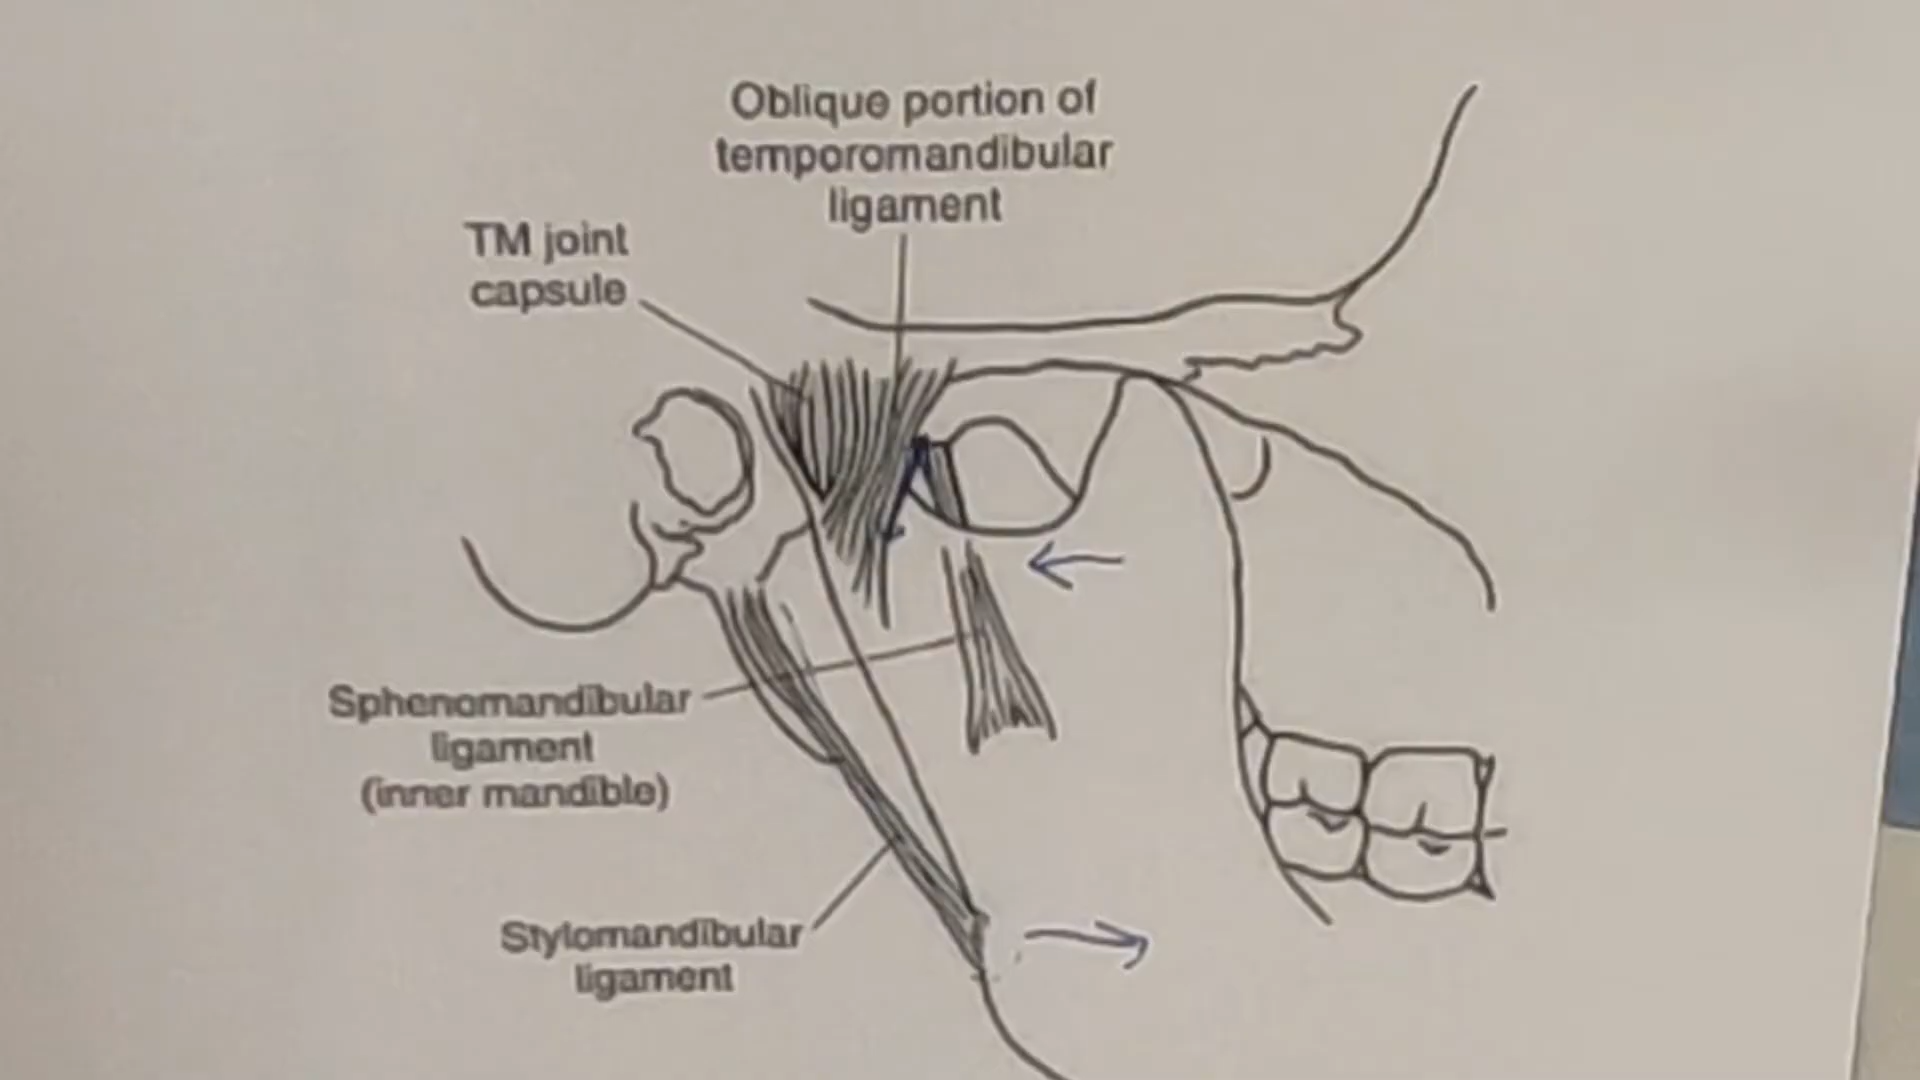 Oblique portion of
temporomandibular
ligament
TM joint
capsule
Sphenomandibular
ligament
(inner mandible)
Stylomandibular
ligament